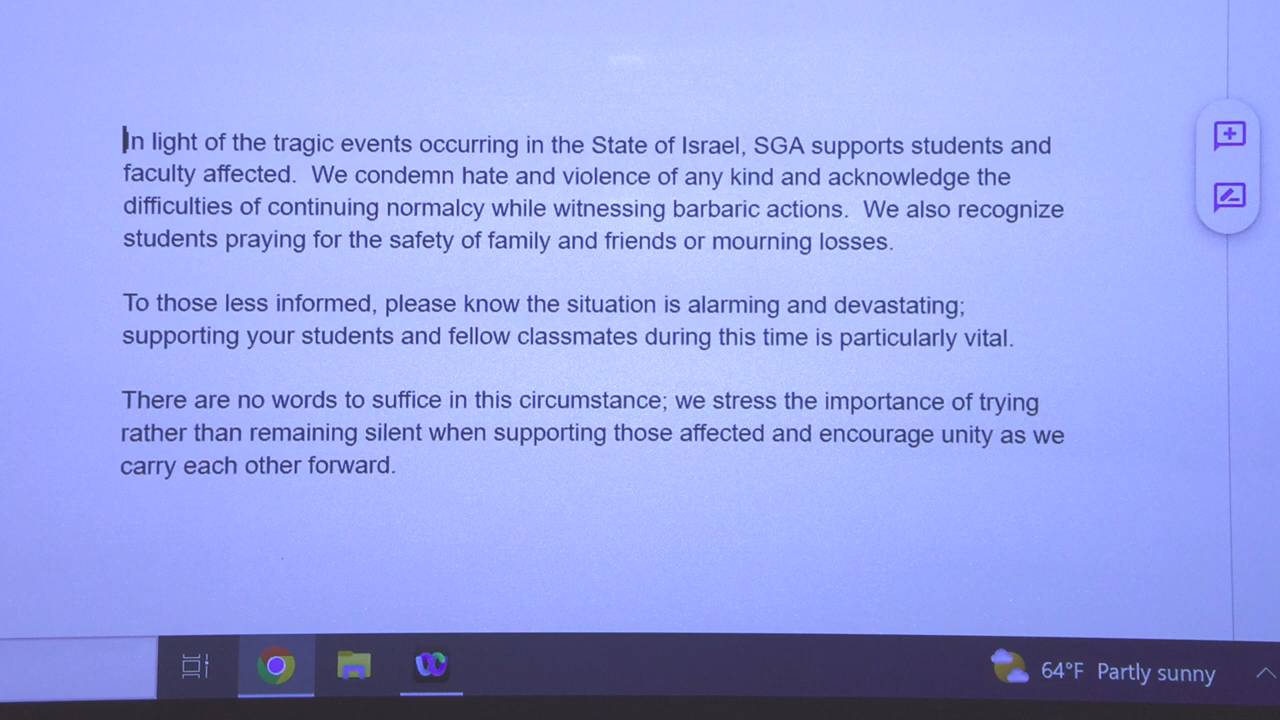 In light of the tragic events occurring in the State of Israel, SGA supports students and
faculty affected.  We condemn hate and violence of any kind and acknowledge the
difficulties of continuing normalcy while witnessing barbaric actions.  We also recognize
students praying for the safety of family and friends or mourning losses.
To those less informed, please know the situation is alarming and devastating;
supporting your students and fellow classmates during this time is particularly vital.
There are no words to suffice in this circumstance; we stress the importance of trying
rather than remaining silent when supporting those affected and encourage unity as we
carry each other forward.
64°F Partly sunny